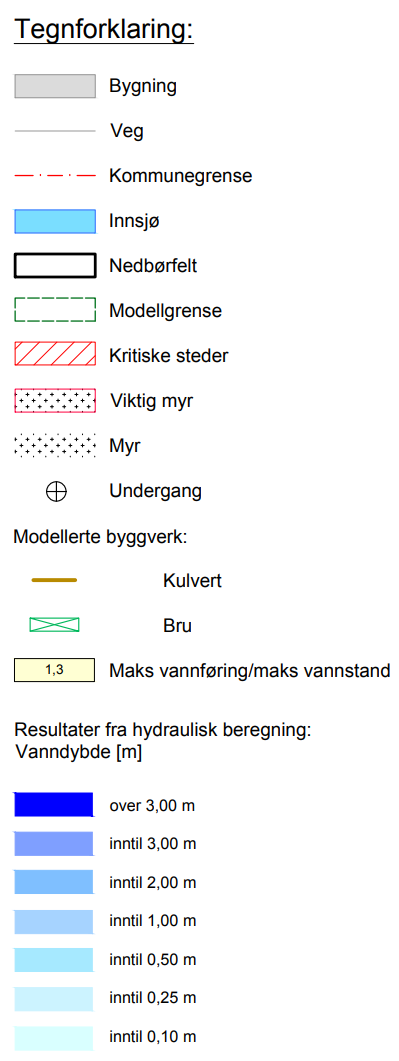 Tegnforklaring:
Bygning
Veg
Kommunegrense
Innsjø
Nedbørfelt
Modellgrense
Kritiske steder
Viktig myr
Myr
Undergang
Modellerte byggverk:
Kulvert
Bru
1,3 Maks vannføring/maks vannstand
Resultater fra hydraulisk beregning:
Vanndybde [m]
over 3,00 m
inntil 3,00 m
inntil 2,00 m
inntil 1,00 m
inntil 0,50 m
inntil 0,25 m
inntil 0,10 m